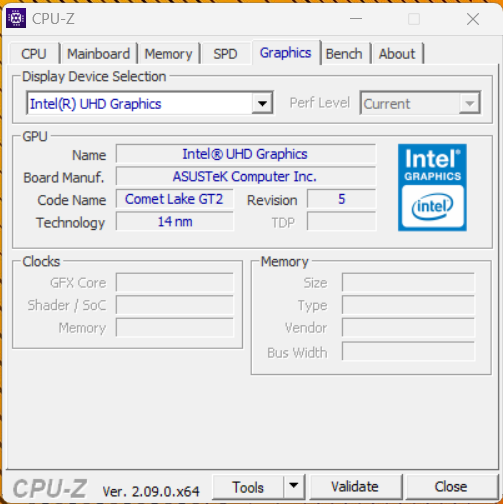 CPU-Z
CPU Mainboard Memory SPD Graphics Bench About
Display Device Selection
Intel(R) UHD Graphics Perf Level Current
GPU
Name Intel® UHD Graphics
Board Manuf. ASUSTeK Computer Inc.
Code Name Comet Lake GT2 Revision 5
Technology 14 nm TDP
Intel®
GRAPHICS
intel
Clocks
GFX Core
Shader / SoC
Memory
Memory
Size
Type
Vendor
Bus Width
CPU-Z Ver. 2.09.0.x64 Tools Validate Close